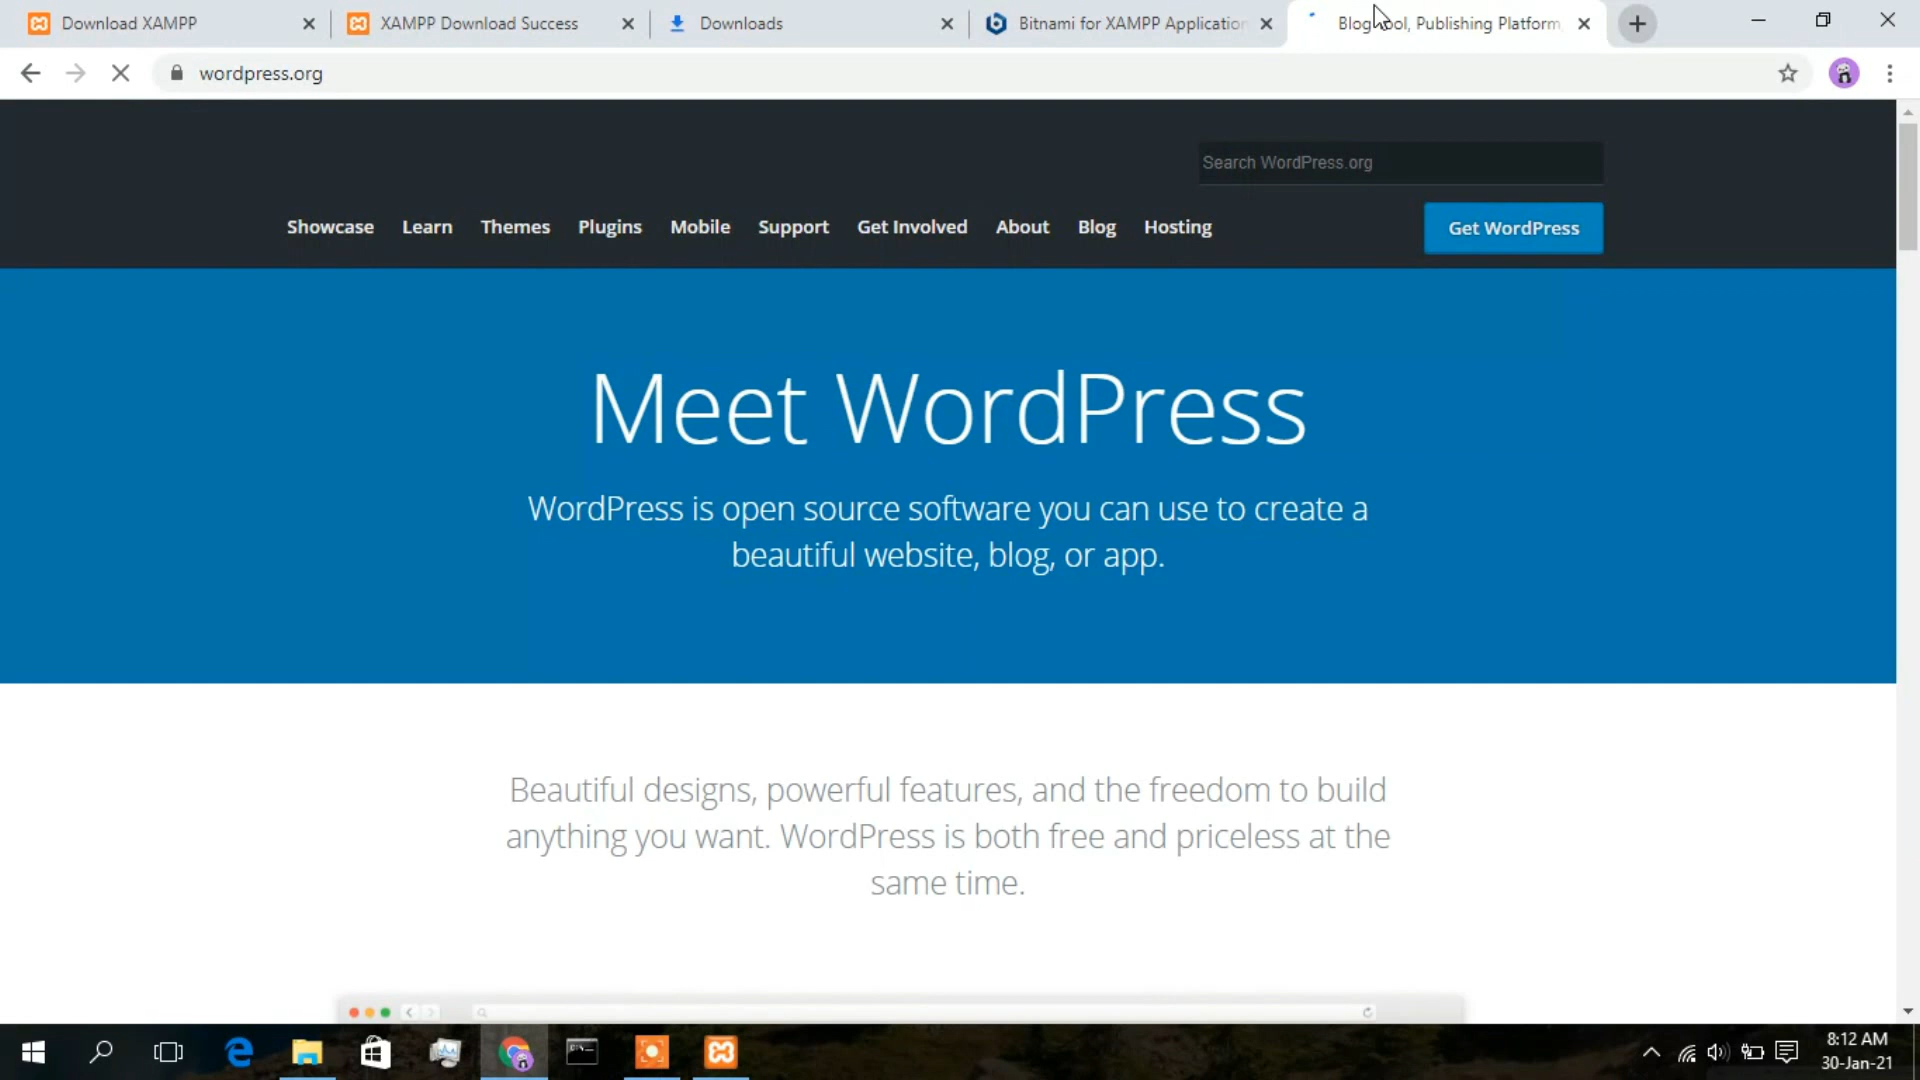 Download XAMPP
XAMPP Download Success
Downloads
Bitnami for XAMPP Application
Blog Tool, Publishing Platform,
wordpress.org
Search WordPress.org
Showcase
Learn
Themes
Plugins
Mobile
Support
Get Involved
About
Blog
Hosting
Get WordPress
Meet WordPress
WordPress is open source software you can use to create a
beautiful website, blog, or app.
Beautiful designs, powerful features, and the freedom to build
anything you want. WordPress is both free and priceless at the
same time.
8:12 AM
30-Jan-21